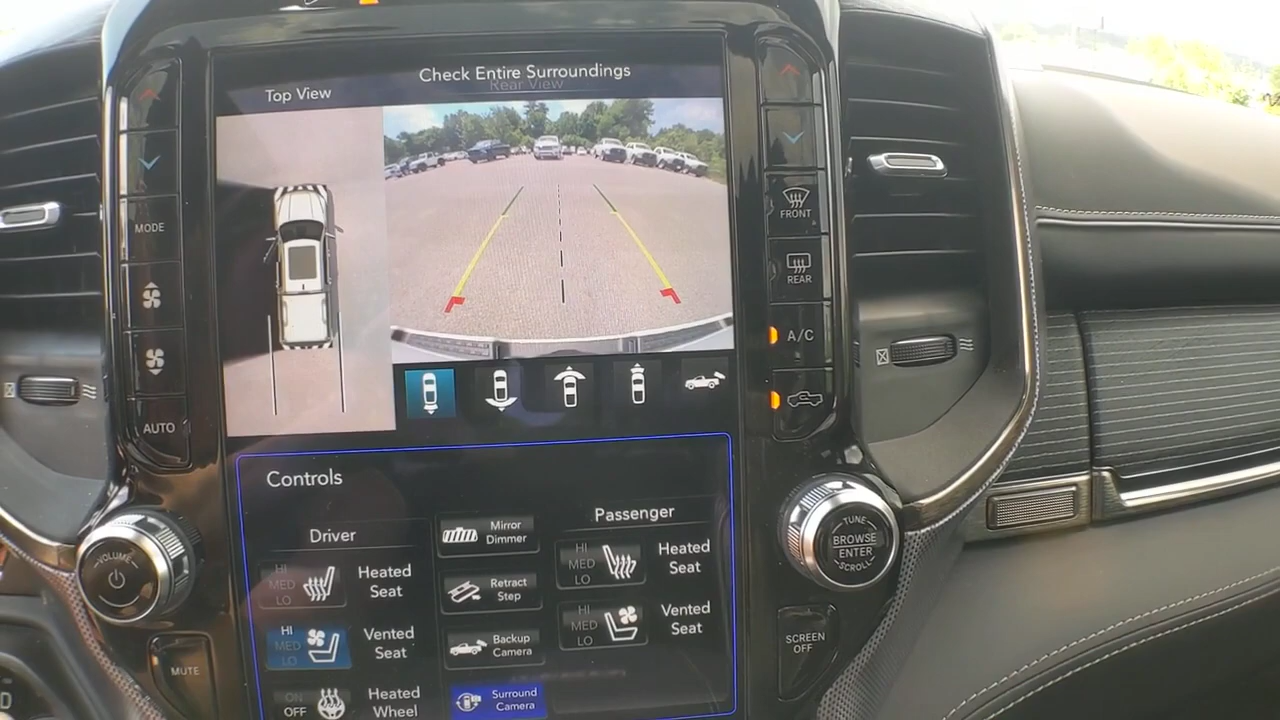 Check Entire Surroundings
Rear View
Top View
MODE
AUTO
FRONT
REAR
A/C
Controls
Driver
Passenger
HI
MED
LO
Heated
Seat
HI
MED
LO
Vented
Seat
ON
OFF
Heated
Wheel
Mirror
Dimmer
Retract
Step
Backup
Camera
Surround
Camera
HI
MED
LO
Heated
Seat
HI
MED
LO
Vented
Seat
VOLUME
MUTE
TUNE
BROWSE
ENTER
SCROLL
SCREEN
OFF
D